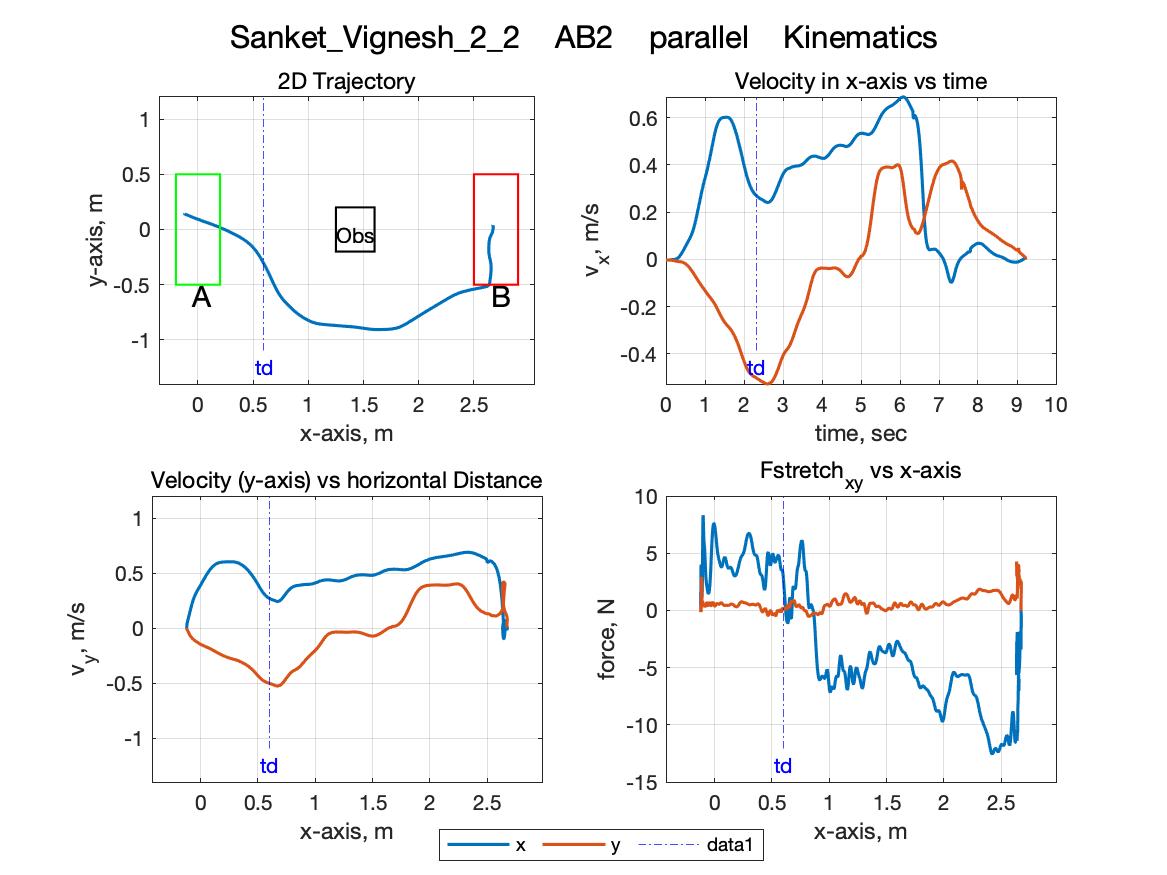 Sanket_Vignesh_2_2 AB2 parallel Kinematics
2D Trajectory
1
0.5
0
-0.5
-1
y-axis, m
A
Obs
B
td
0 0.5 1 1.5 2 2.5
x-axis, m
Velocity in x-axis vs time
0.6
0.4
0.2
0
-0.2
-0.4
vx, m/s
td
0 1 2 3 4 5 6 7 8 9 10
time, sec
Velocity (y-axis) vs horizontal Distance
1
0.5
0
-0.5
-1
vy, m/s
td
0 0.5 1 1.5 2 2.5
x-axis, m
Fstretchxy vs x-axis
10
5
0
-5
-10
-15
force, N
td
0 0.5 1 1.5 2 2.5
x-axis, m
x y data1